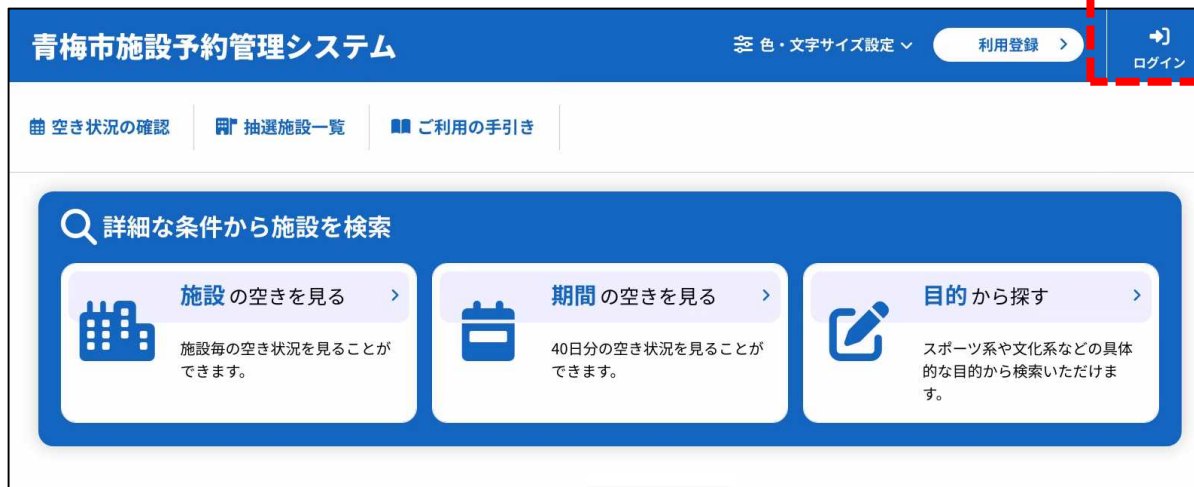 青梅市施設予約管理システム
色・文字サイズ設定
利用登録
ログイン
空き状況の確認
抽選施設一覧
ご利用の手引き
詳細な条件から施設を検索
施設の空きを見る
施設毎の空き状況を見ることが
できます。
期間の空きを見る
40日分の空き状況を見ることが
できます。
目的から探す
スポーツ系や文化系などの具体
的な目的から検索いただけま
す。